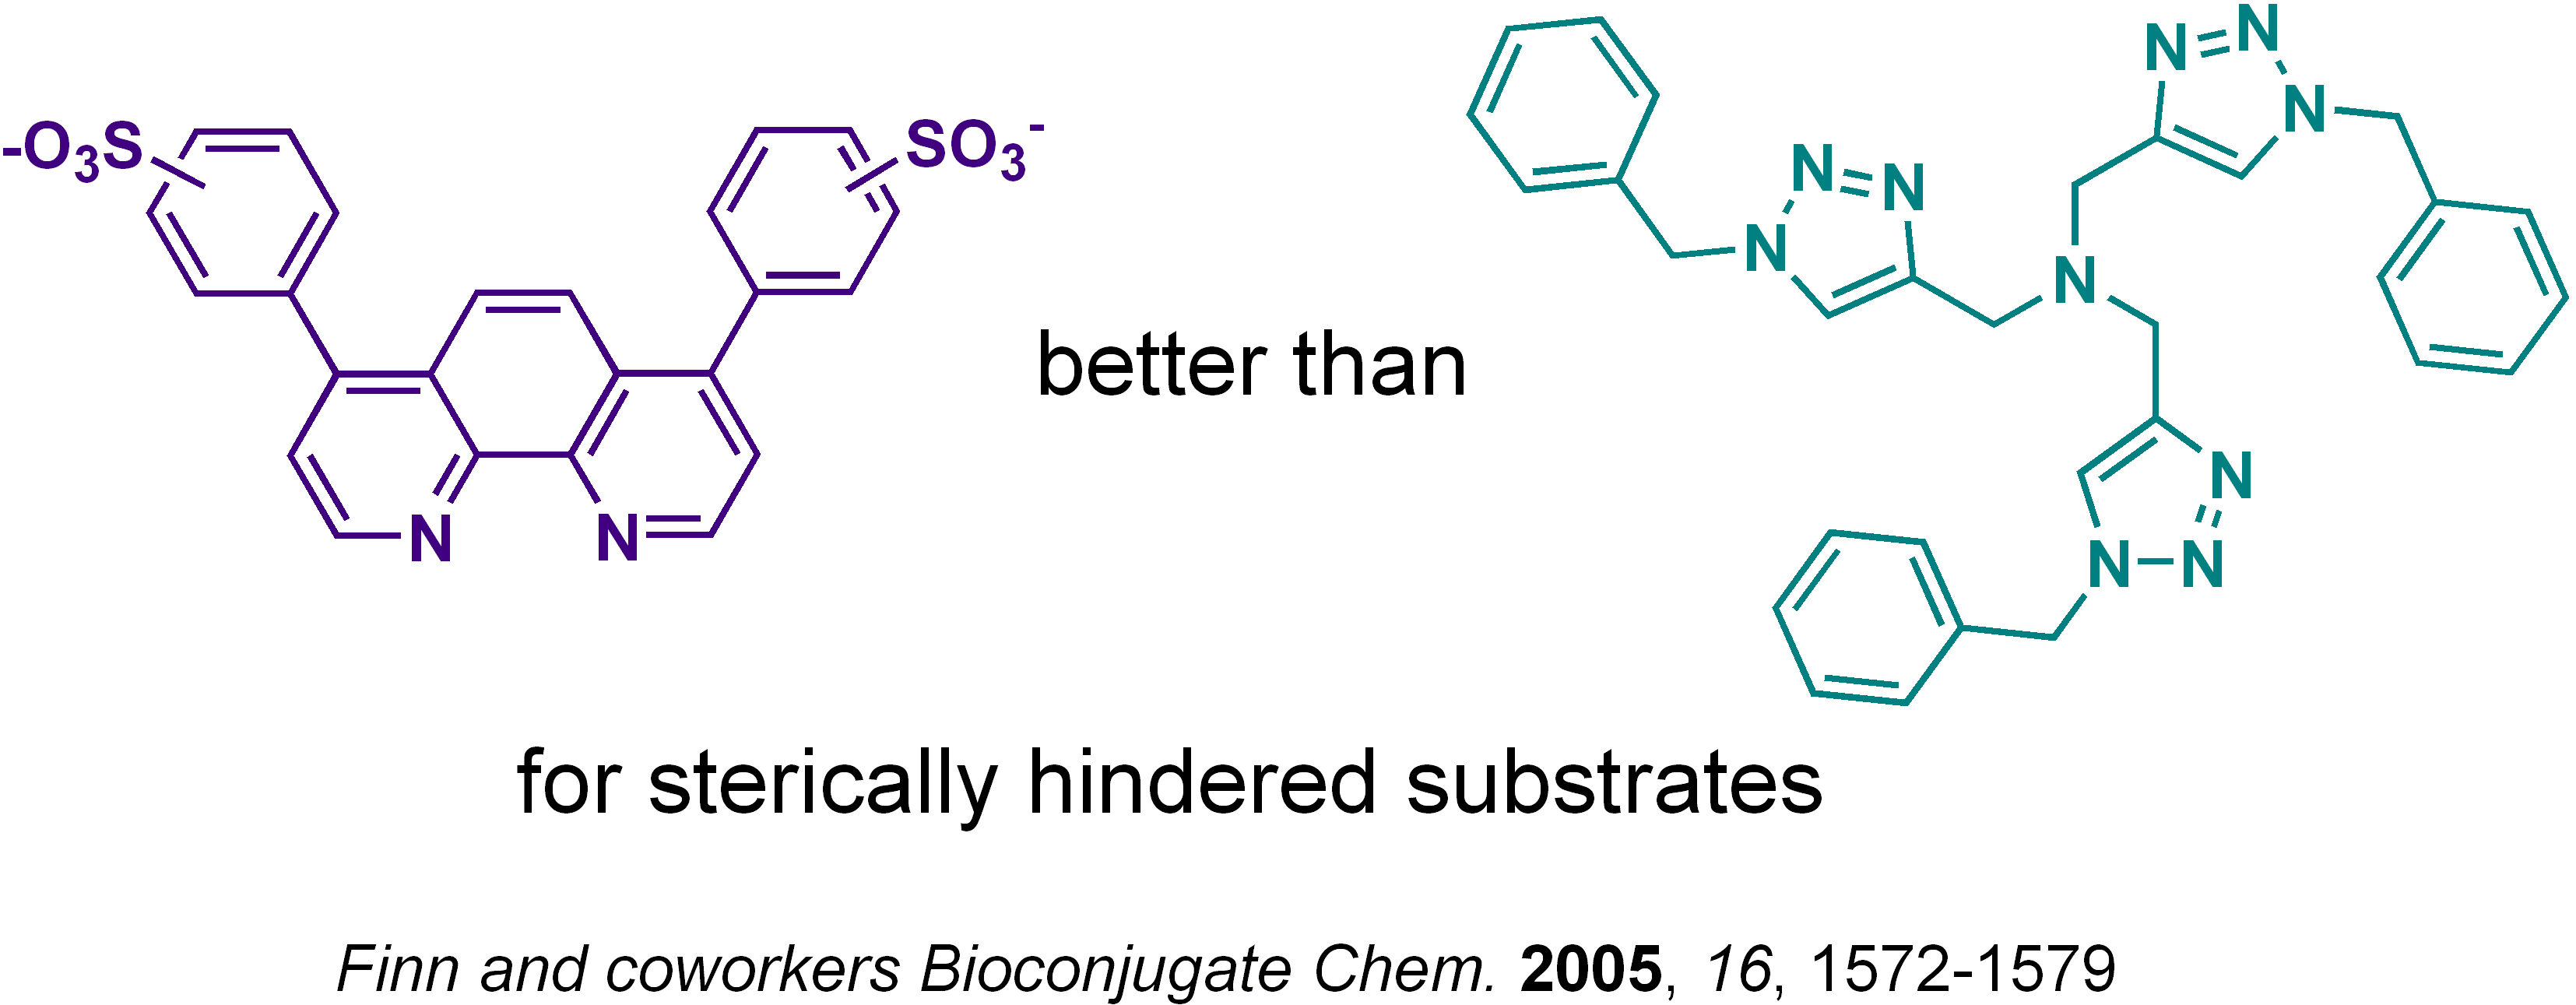 -O3S
SO3-
N
N
N
N
N
N
N
N
N
N
N
N
better than
for sterically hindered substrates
Finn and coworkers Bioconjugate Chem. 2005, 16, 1572-1579